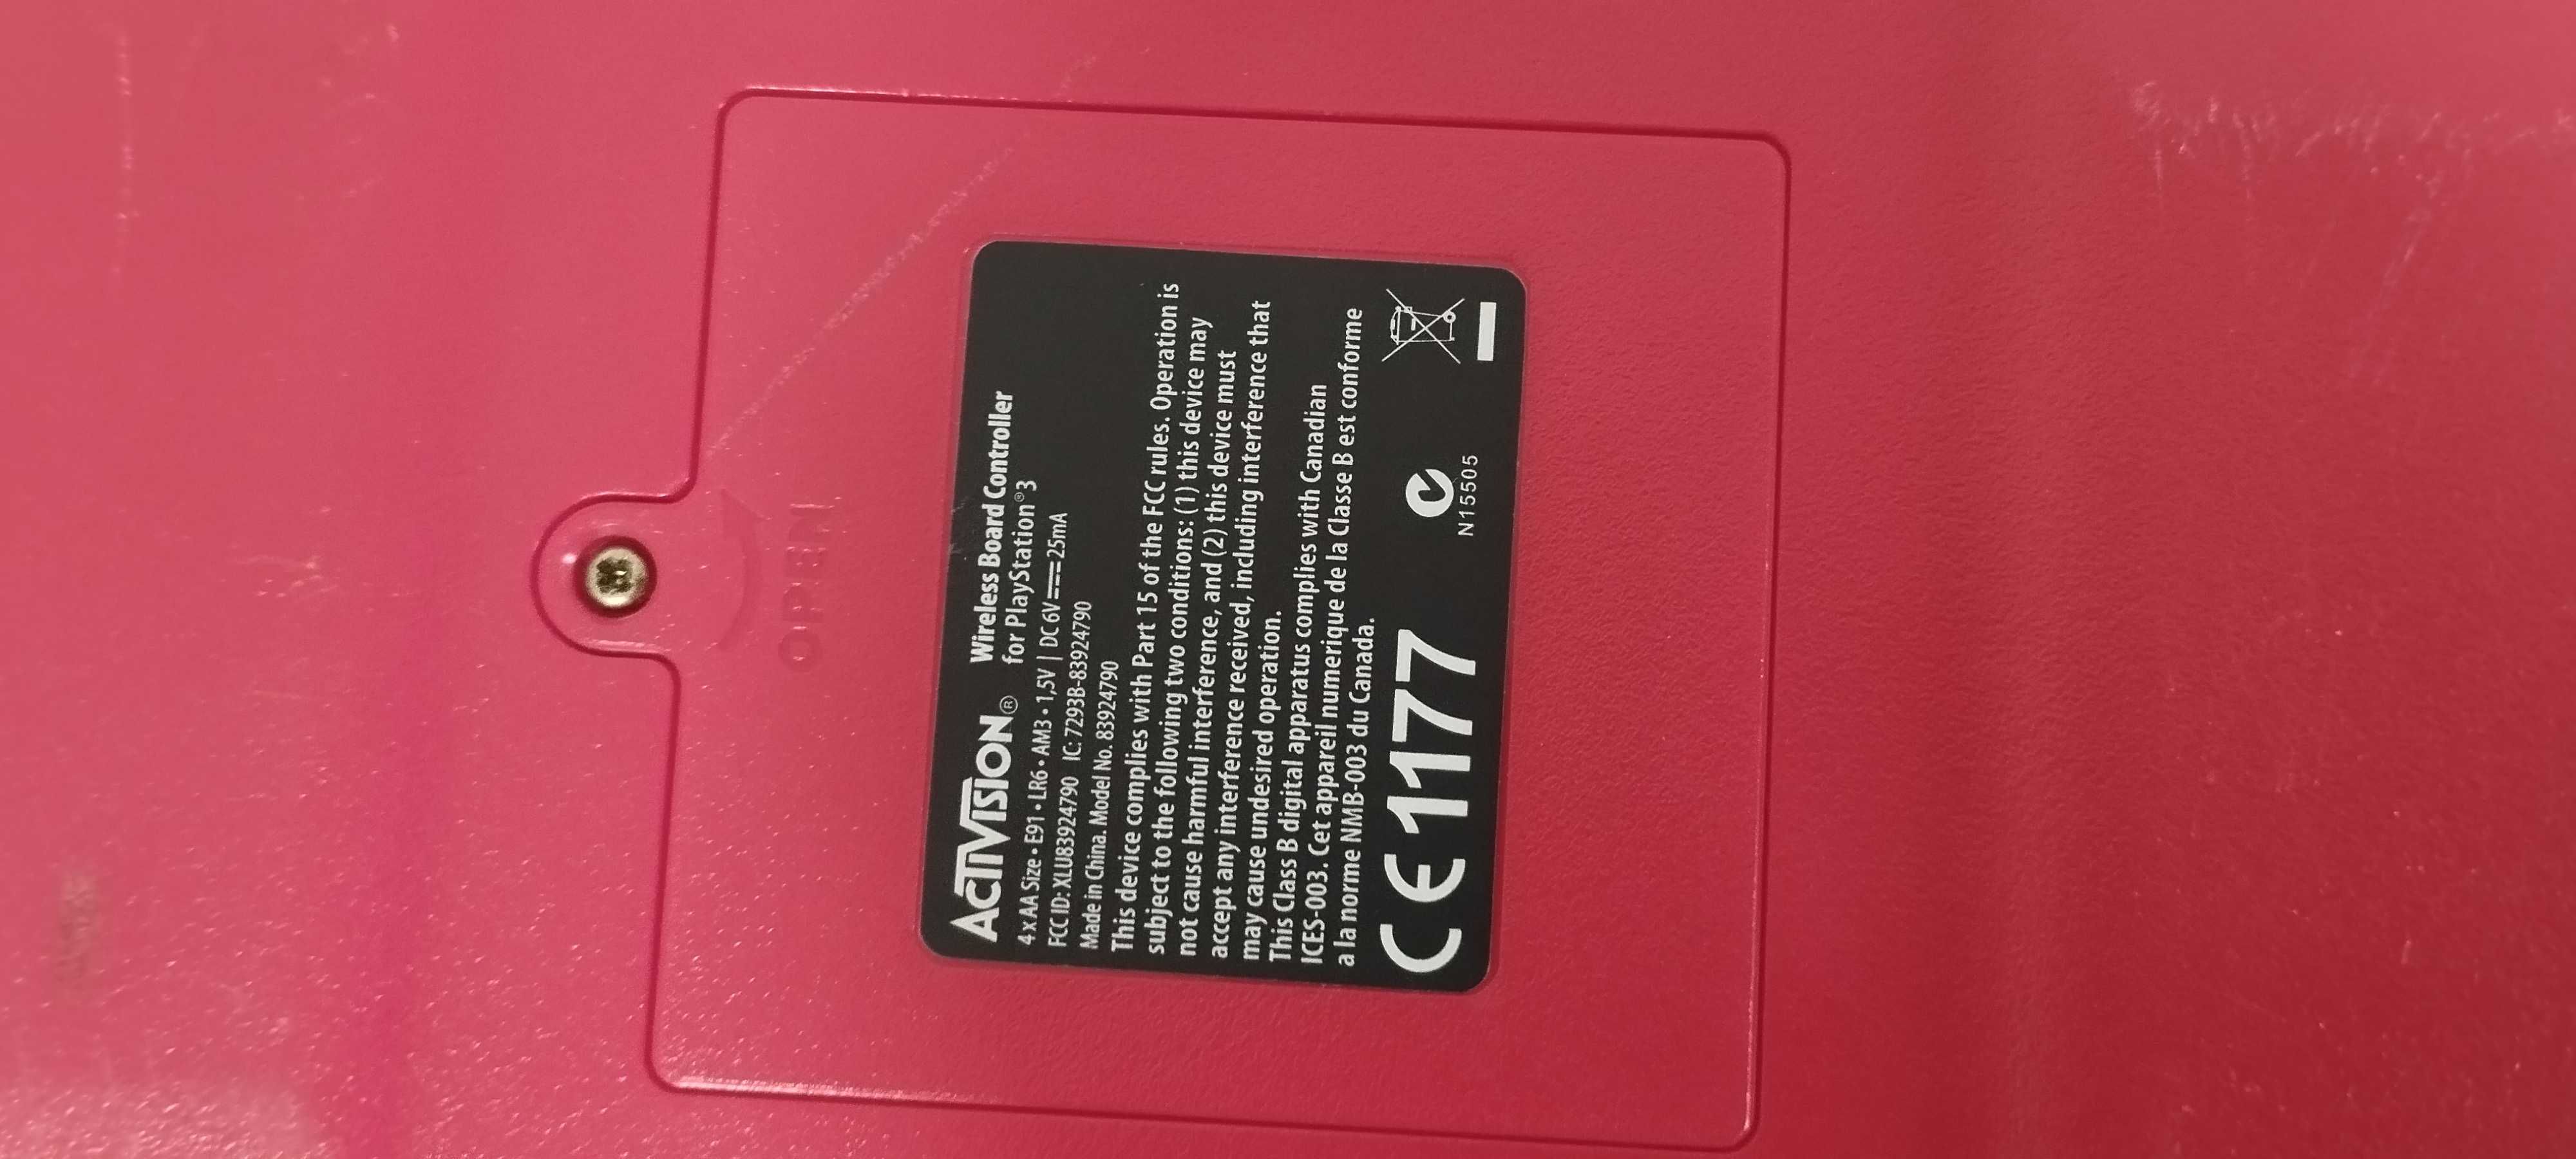 OPEN
ACTIVISION® Wireless Board Controller
for PlayStation®3
4 x AA Size • E91 • LR6 • AM3 • 1,5V | DC 6V 25mA
FCC ID: XLU83924790 IC: 7293B-83924790
Made in China. Model No. 83924790
This device complies with Part 15 of the FCC rules. Operation is
subject to the following two conditions: (1) this device may
not cause harmful interference, and (2) this device must
accept any interference received, including interference that
may cause undesired operation.
This Class B digital apparatus complies with Canadian
ICES-003. Cet appareil numerique de la Classe B est conforme
a la norme NMB-003 du Canada.
CE 1177
N15505